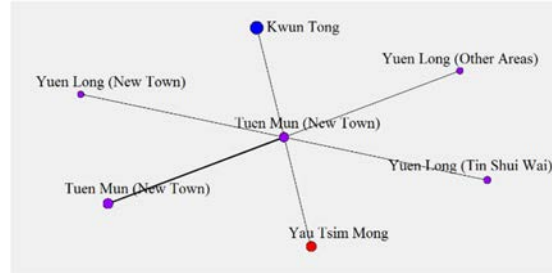 Kwun Tong
Yuen Long (Other Areas)
Yuen Long (New Town)
Tuen Mun (New Town)
Yuen Long (Tin Shui Wai)
Tuen Mun (New Town)
Yau Tsim Mong